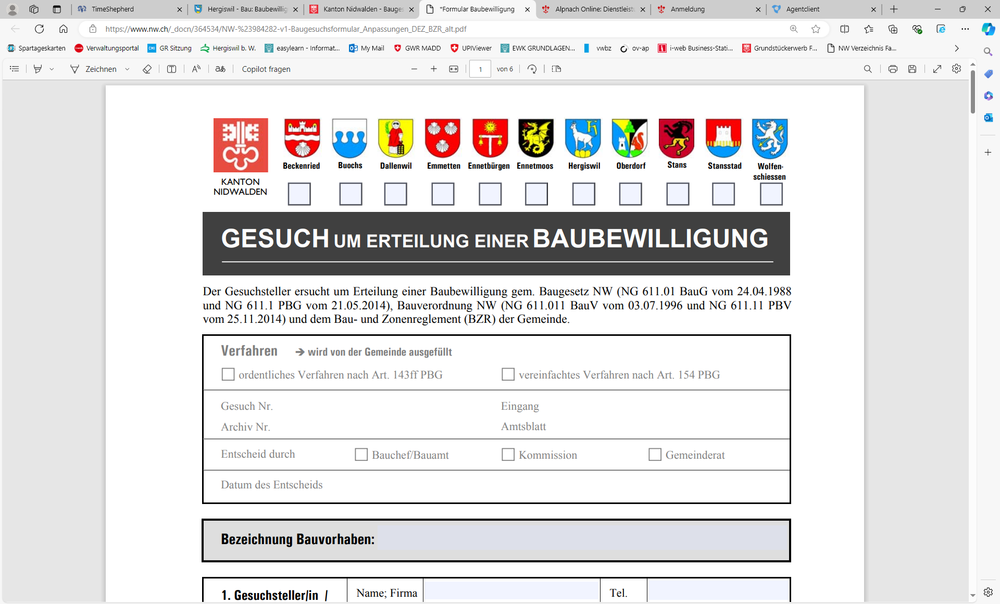 TimeShepherd
Hergiswil - Bau: Baubewillig
Kanton Nidwalden - Bauges
*Formular Baubewilligung
Alpnach Online: Dienstleist
Anmeldung
Agentclient
https://www.nw.ch/_docn/364534/NW-%23984282-v1-Baugesuchsformular_Anpassungen_DEZ_BZR_alt.pdf
Spartageskarten
Verwaltungsportal
CMI GR Sitzung
Hergiswil b. W.
easylearn - Informat...
My Mail
GWR MADD
UPIViewer
EWK GRUNDLAGEN...
vwbz
ov-ap
i-web Business-Stati...
Grundstückerwerb F...
NW Verzeichnis Fa...
Zeichnen
Copilot fragen
1 von 6
KANTON
NIDWALDEN
Beckenried
Buochs
Dallenwil
Emmetten
Ennetbürgen
Ennetmoos
Hergiswil
Oberdorf
Stans
Stansstad
Wolfen-
schiessen
GESUCH UM ERTEILUNG EINER BAUBEWILLIGUNG
Der Gesuchsteller ersucht um Erteilung einer Baubewilligung gem. Baugesetz NW (NG 611.01 BauG vom 24.04.1988
und NG 611.1 PBG vom 21.05.2014), Bauverordnung NW (NG 611.011 BauV vom 03.07.1996 und NG 611.11 PBV
vom 25.11.2014) und dem Bau- und Zonenreglement (BZR) der Gemeinde.
Verfahren ➔ wird von der Gemeinde ausgefüllt
ordentliches Verfahren nach Art. 143ff PBG
vereinfachtes Verfahren nach Art. 154 PBG
Gesuch Nr.
Eingang
Archiv Nr.
Amtsblatt
Entscheid durch
Bauchef/Bauamt
Kommission
Gemeinderat
Datum des Entscheids
Bezeichnung Bauvorhaben:
1. Gesuchsteller/in /
Name; Firma
Tel.